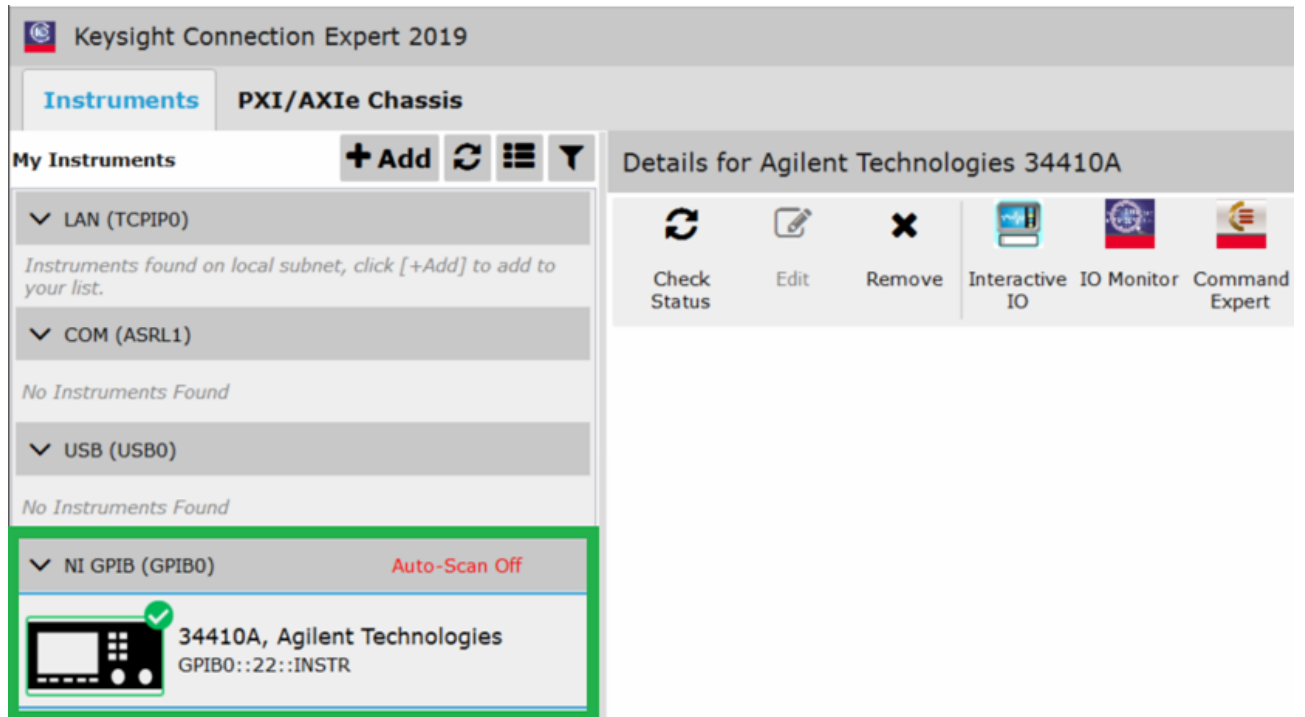 Keysight Connection Expert 2019
Instruments
PXI/AXIe Chassis
My Instruments
Add
LAN (TCPIP0)
Instruments found on local subnet, click [+Add] to add to
your list.
COM (ASRL1)
No Instruments Found
USB (USB0)
No Instruments Found
NI GPIB (GPIB0)
Auto-Scan Off
34410A, Agilent Technologies
GPIB0::22::INSTR
Details for Agilent Technologies 34410A
Check
Status
Edit
Remove
Interactive
IO
IO Monitor
Command
Expert